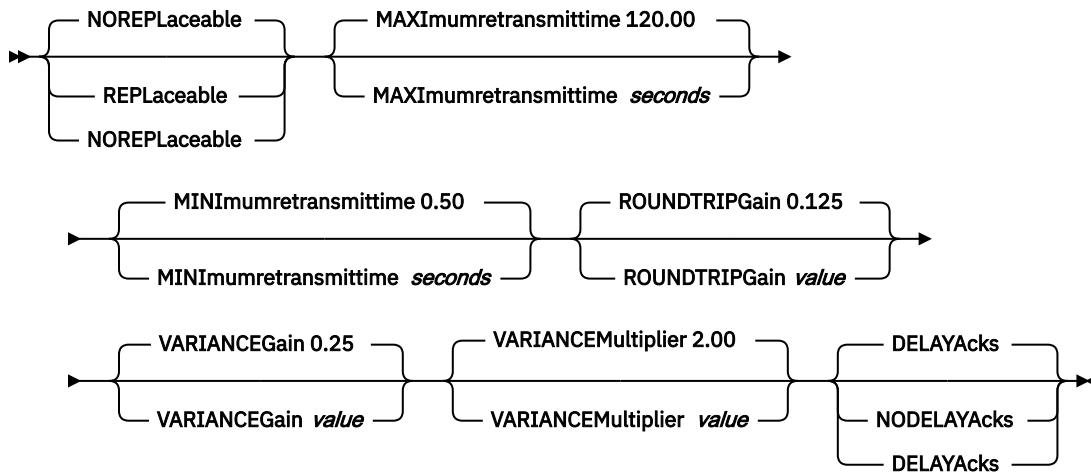 NOREPLaceable
MAXImumretransmittime 120.00
REPLaceable
MAXImumretransmittime seconds
NOREPLaceable
MINImumretransmittime 0.50
ROUNDTRIPGain 0.125
MINImumretransmittime seconds
ROUNDTRIPGain value
VARIANCEGain 0.25
VARIANCEMultiplier 2.00
DELAYAcks
VARIANCEGain value
VARIANCEMultiplier value
NODELAYAcks
DELAYAcks